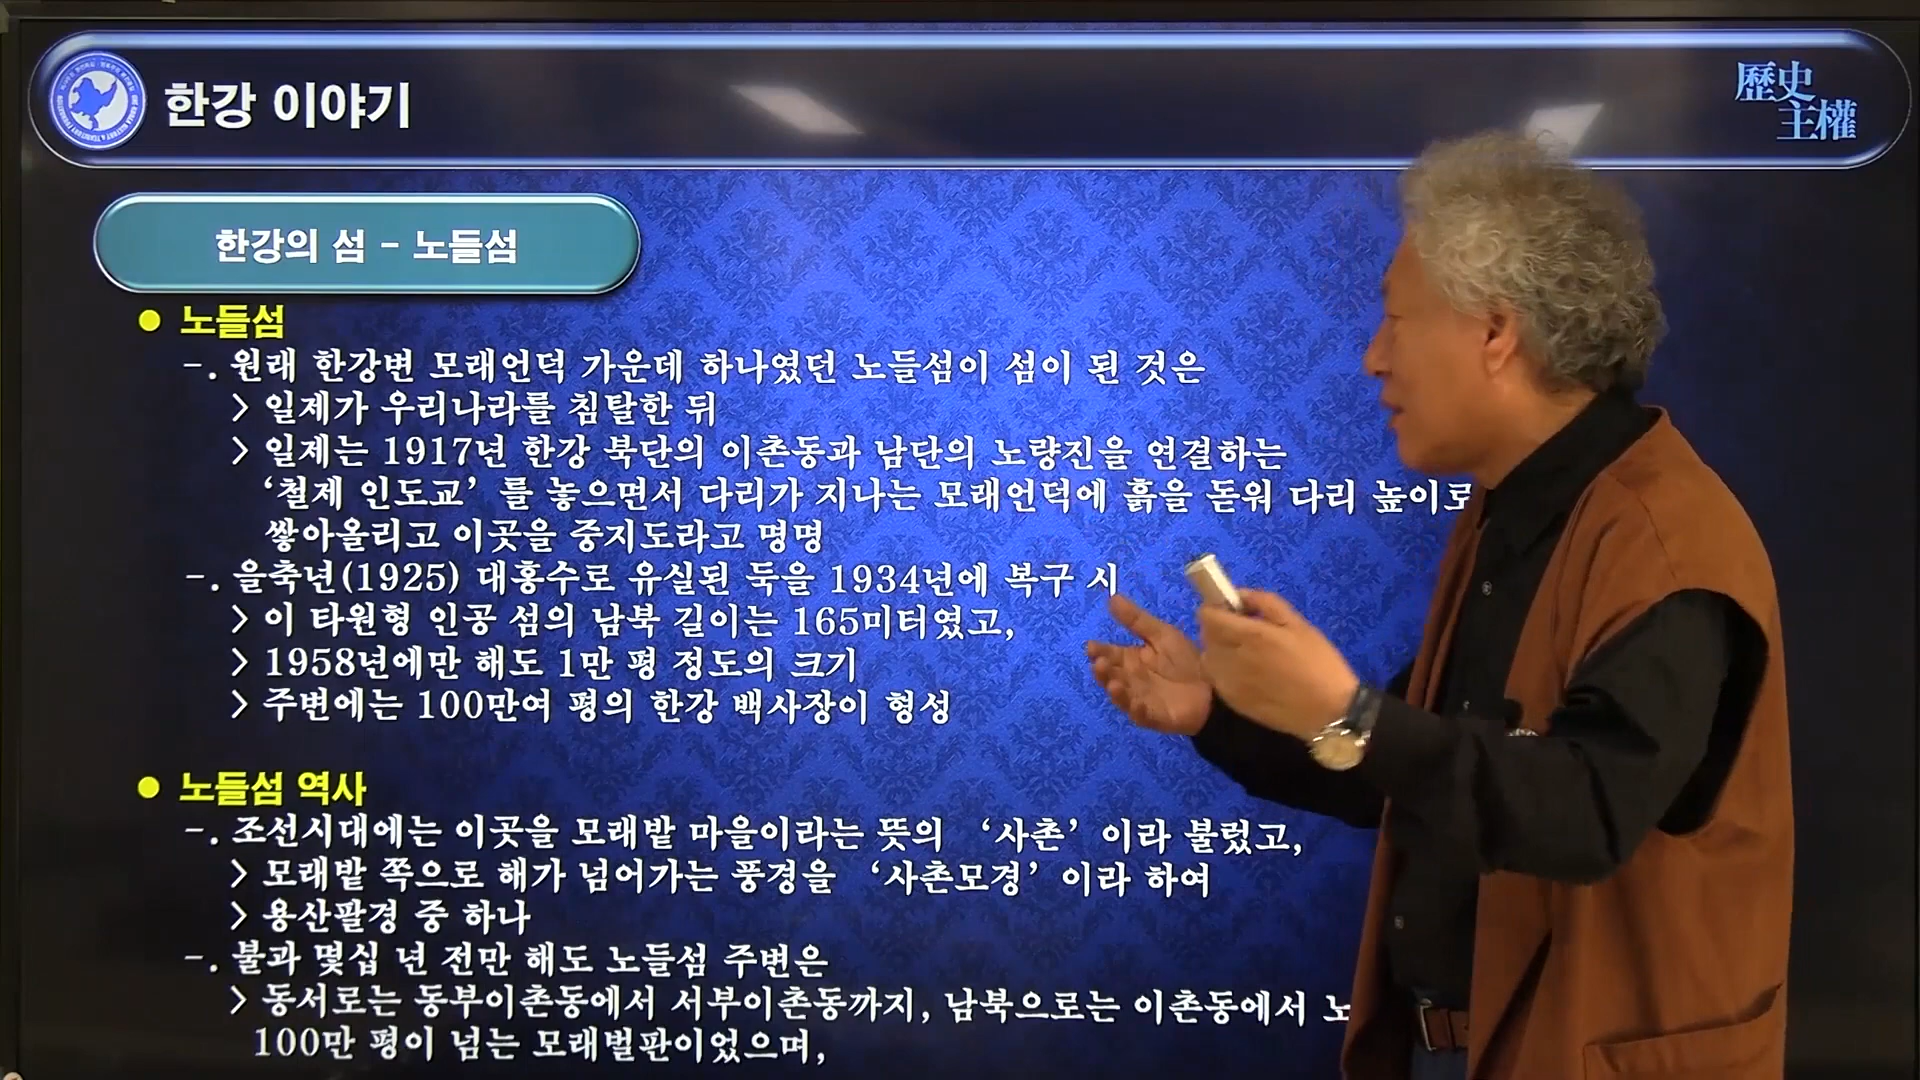 한강 이야기
歷史
主權
한강의 섬 - 노들섬
● 노들섬
-. 원래 한강변 모래언덕 가운데 하나였던 노들섬이 섬이 된 것은
> 일제가 우리나라를 침탈한 뒤
> 일제는 1917년 한강 북단의 이촌동과 남단의 노량진을 연결하는
‘철제 인도교’ 를 놓으면서 다리가 지나는 모래언덕에 흙을 돋워 다리 높이로
쌓아올리고 이곳을 중지도라고 명명
-. 을축년(1925) 대홍수로 유실된 둑을 1934년에 복구 시
> 이 타원형 인공 섬의 남북 길이는 165미터였고,
> 1958년에만 해도 1만 평 정도의 크기
> 주변에는 100만여 평의 한강 백사장이 형성
● 노들섬 역사
-. 조선시대에는 이곳을 모래밭 마을이라는 뜻의 ‘사촌’ 이라 불렀고,
> 모래밭 쪽으로 해가 넘어가는 풍경을 ‘사촌모경’ 이라 하여
> 용산팔경 중 하나
-. 불과 몇십 년 전만 해도 노들섬 주변은
> 동서로는 동부이촌동에서 서부이촌동까지, 남북으로는 이촌동에서
100만 평이 넘는 모래벌판이었으며,